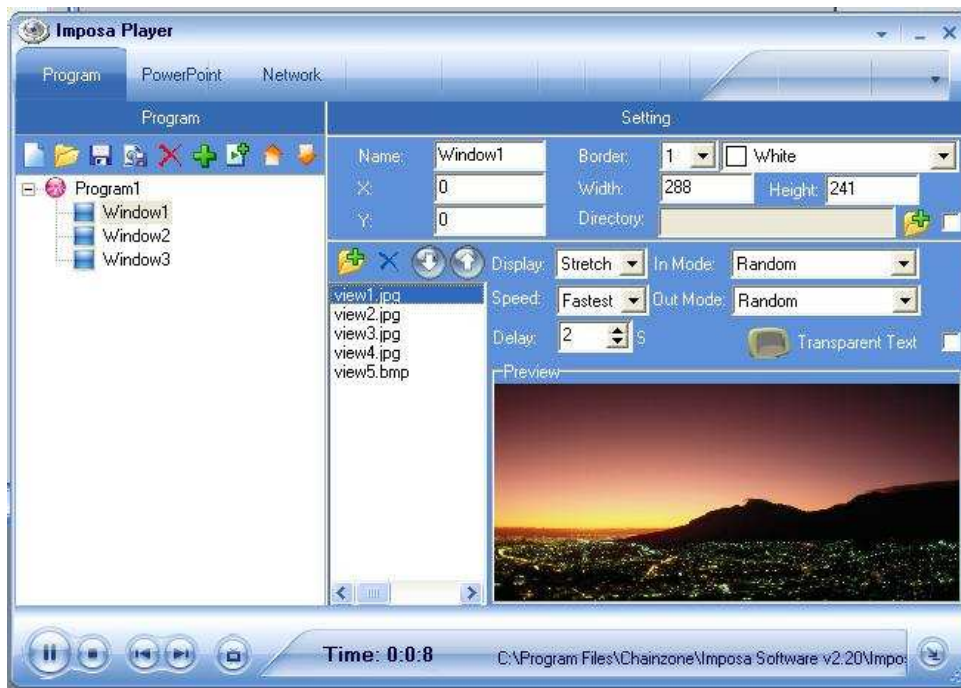 Imposa Player
Program PowerPoint Network
Program
Setting
Program1
Window1
Window2
Window3
Name: Window1 Border: 1 White
X: 0 Width: 288 Height: 241
Y: 0 Directory:
Display: Stretch In Mode: Random
Speed: Fastest Out Mode: Random
Delay: 2 S Transparent Text
view1.jpg
view2.jpg
view3.jpg
view4.jpg
view5.bmp
Preview
Time: 0:0:8 C:\Program Files\Chainzone\Imposa Software v2.20\Impo